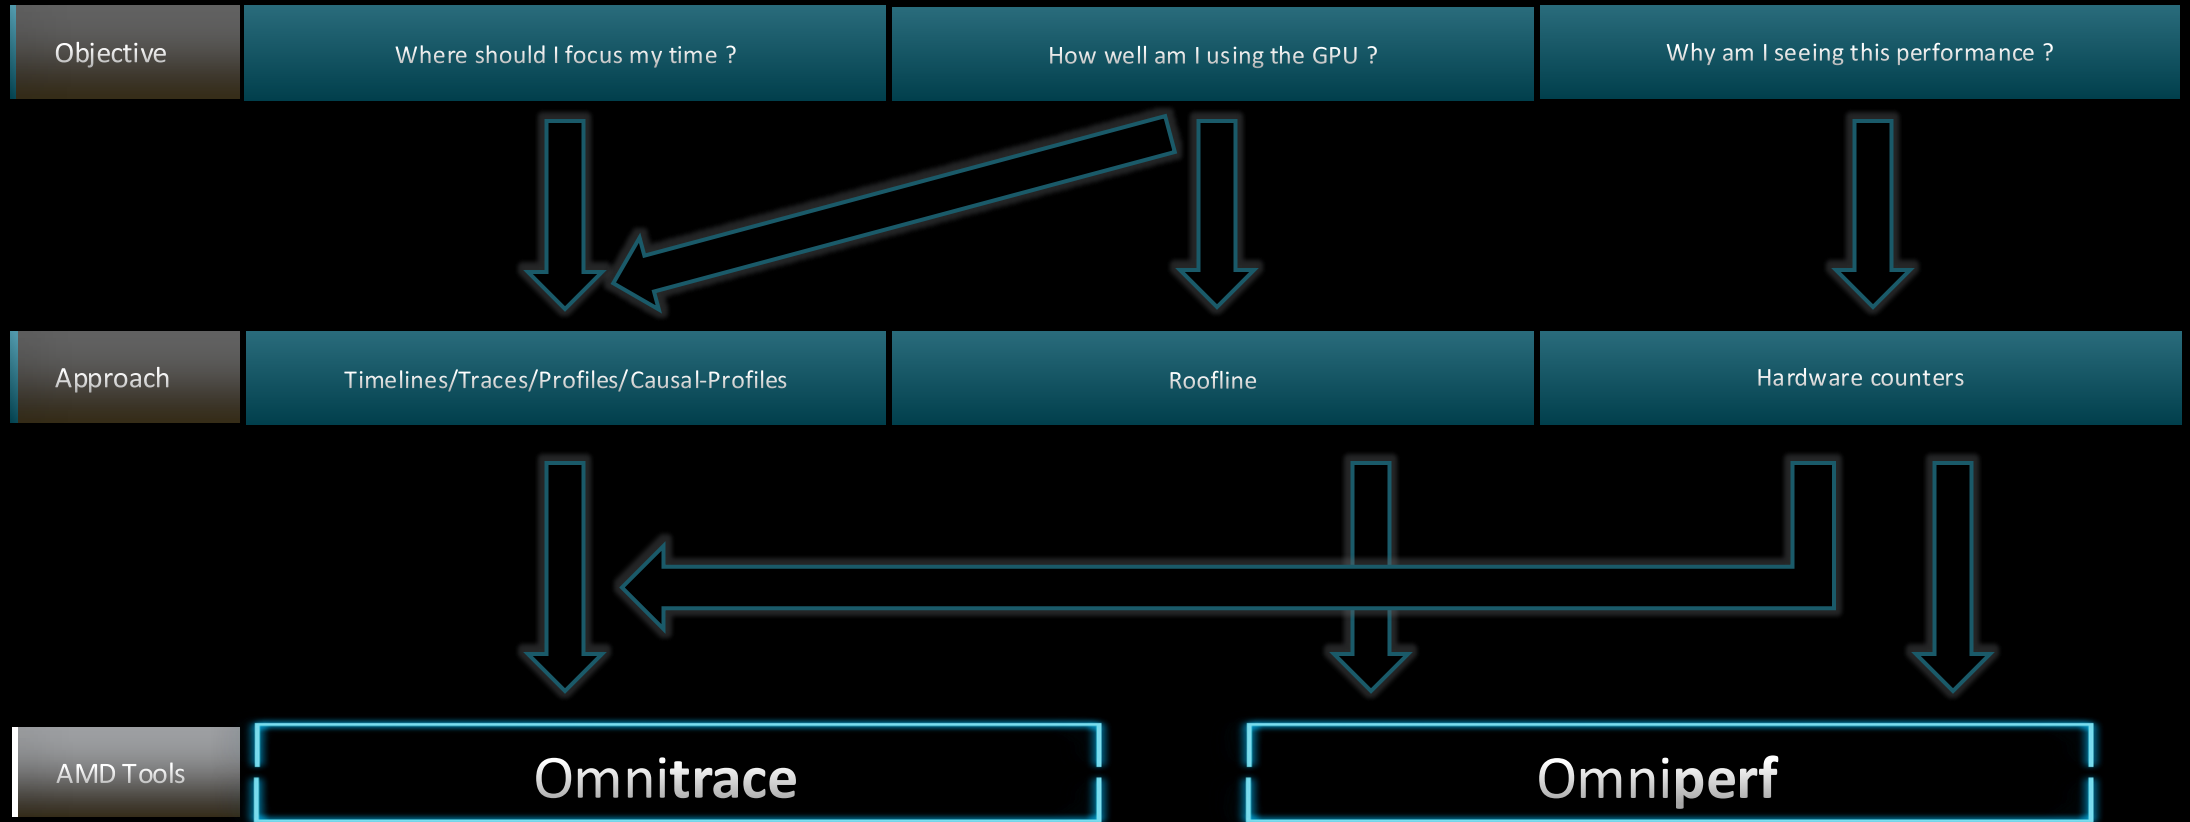 Objective
Where should I focus my time ?
How well am I using the GPU ?
Why am I seeing this performance ?
Approach
Timelines/Traces/Profiles/Causal-Profiles
Roofline
Hardware counters
AMD Tools
Omnitrace
Omniperf